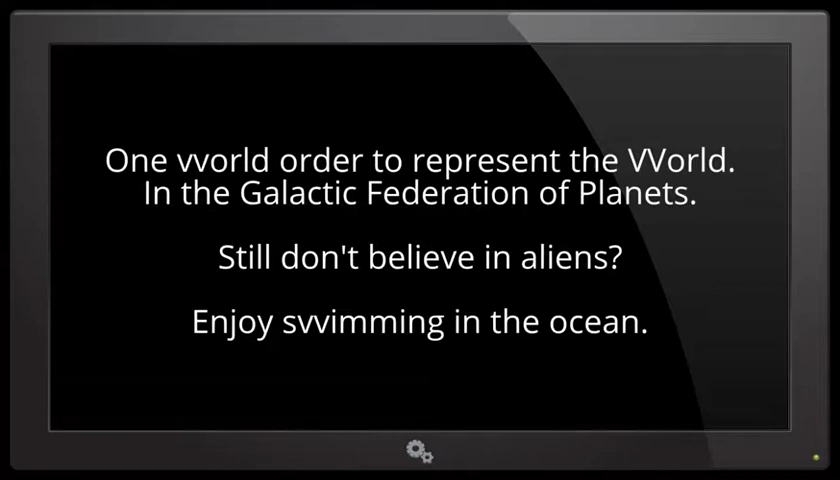 One vvorld order to represent the VVorld.
In the Galactic Federation of Planets.
Still don't believe in aliens?
Enjoy svvimming in the ocean.